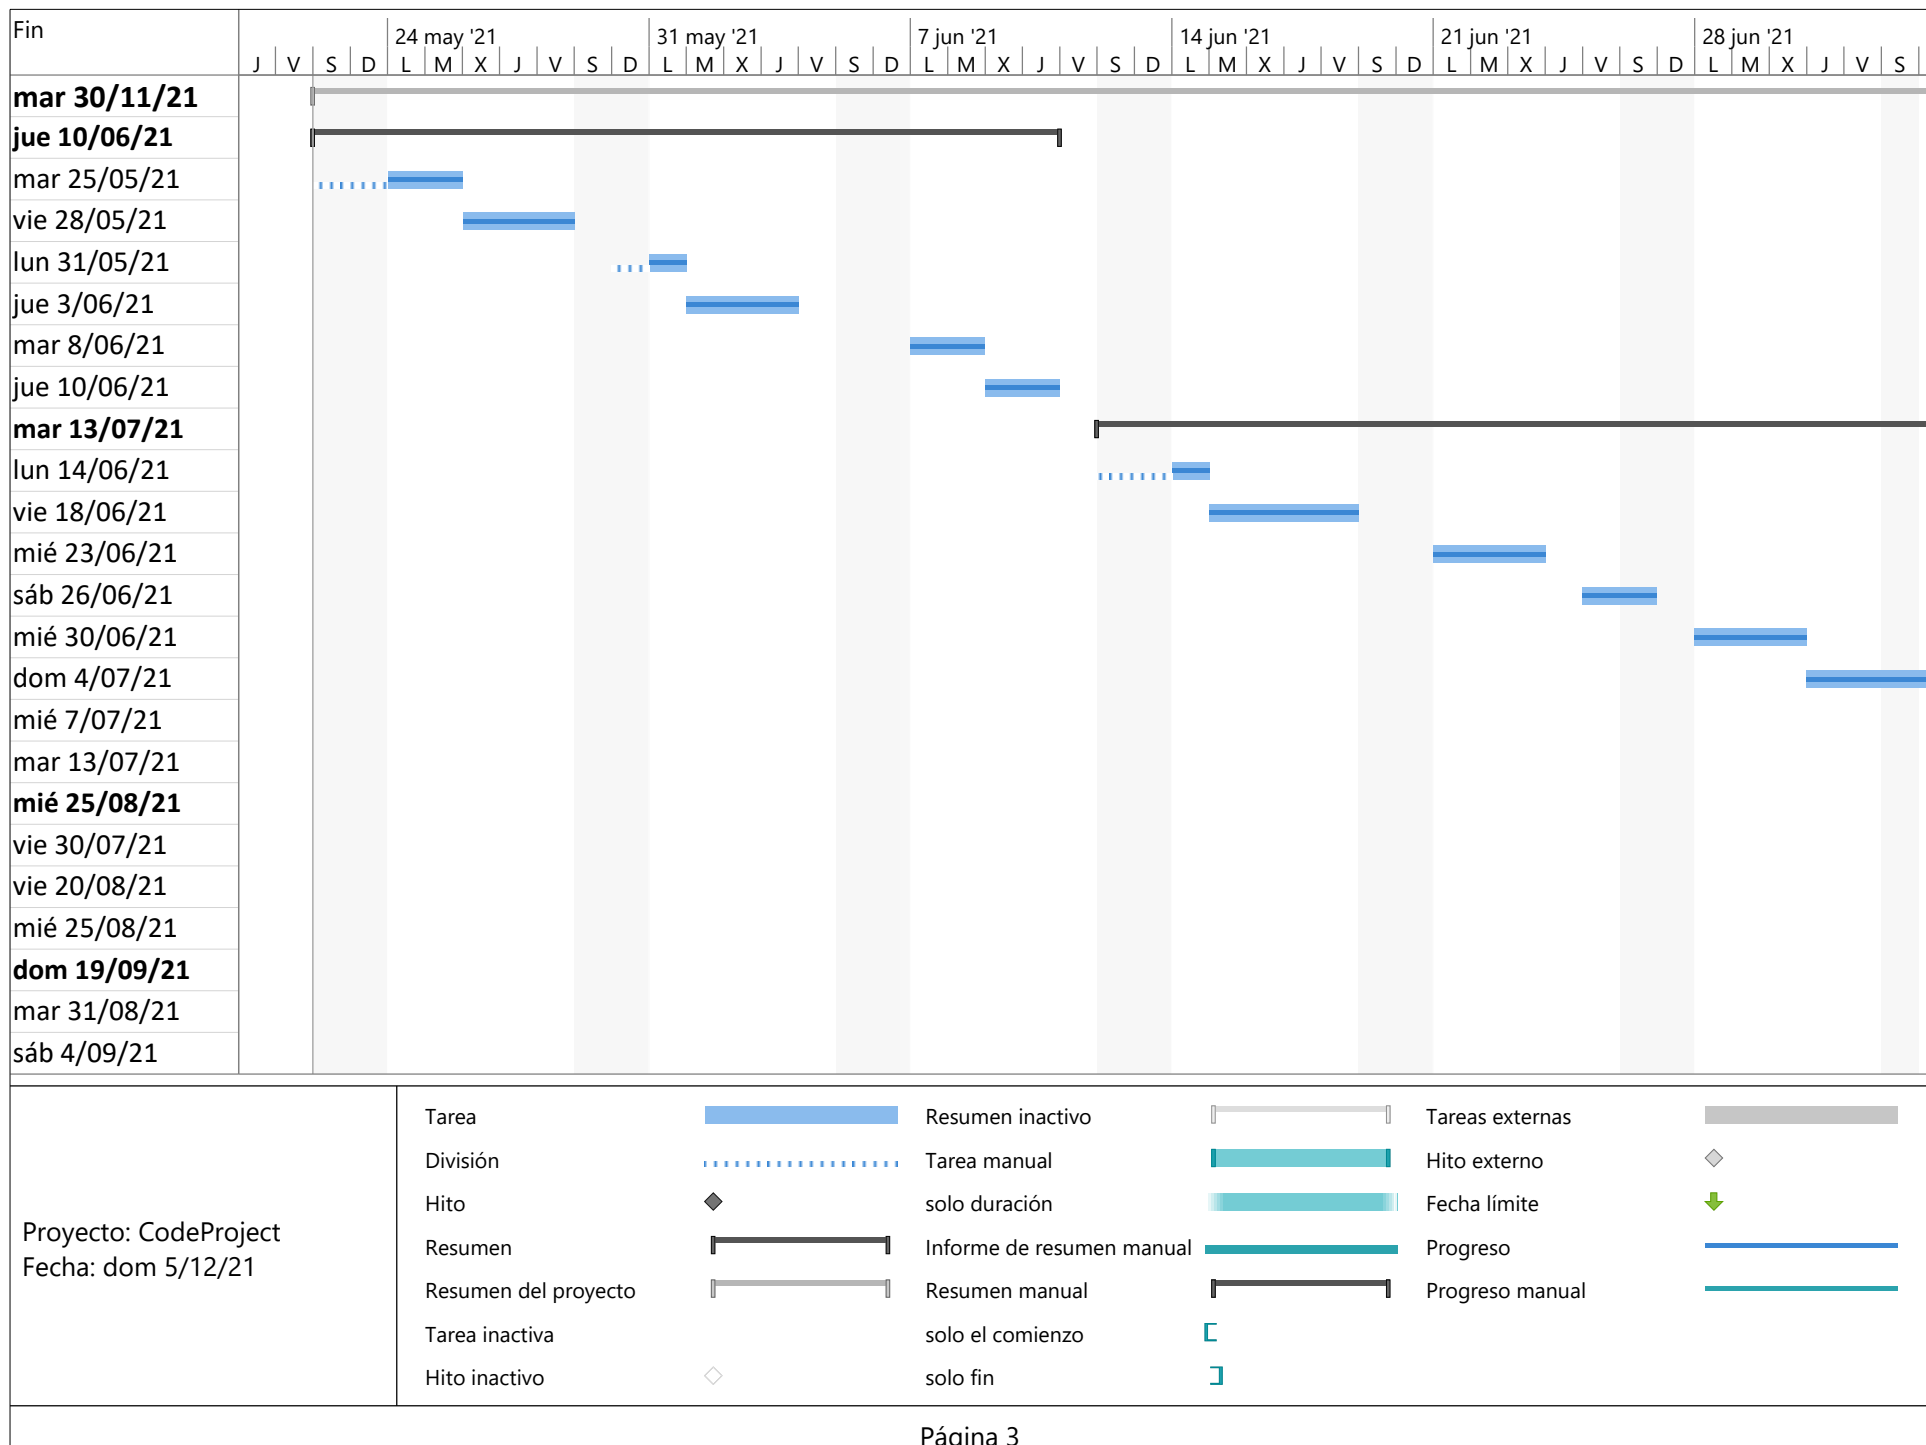 Fin
24 may '21 31 may '21 7 jun '21 14 jun '21 21 jun '21 28 jun '21
J V S D L M X J V S D L M X J V S D L M X J V S D L M X J V S D L M X J V S D L M X J V S
mar 30/11/21
jue 10/06/21
mar 25/05/21
vie 28/05/21
lun 31/05/21
jue 3/06/21
mar 8/06/21
jue 10/06/21
mar 13/07/21
lun 14/06/21
vie 18/06/21
mié 23/06/21
sáb 26/06/21
mié 30/06/21
dom 4/07/21
mié 7/07/21
mar 13/07/21
mié 25/08/21
vie 30/07/21
vie 20/08/21
mié 25/08/21
dom 19/09/21
mar 31/08/21
sáb 4/09/21
Proyecto: CodeProject
Fecha: dom 5/12/21
Tarea
División
Hito
Resumen
Resumen del proyecto
Tarea inactiva
Hito inactivo
Resumen inactivo
Tarea manual
solo duración
Informe de resumen manual
Resumen manual
solo el comienzo
solo fin
Tareas externas
Hito externo
Fecha límite
Progreso
Progreso manual
Página 3